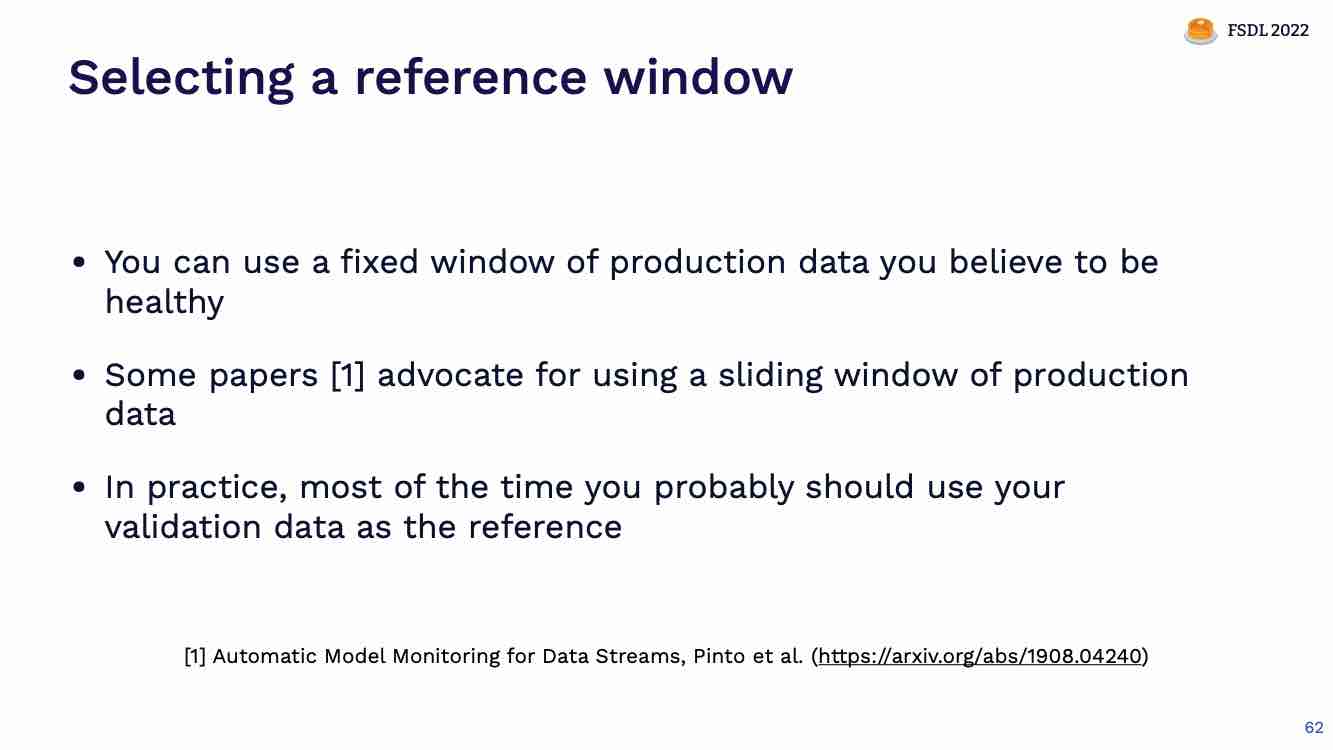 FSDL 2022
Selecting a reference window
• You can use a fixed window of production data you believe to be
healthy
• Some papers [1] advocate for using a sliding window of production
data
• In practice, most of the time you probably should use your
validation data as the reference
[1] Automatic Model Monitoring for Data Streams, Pinto et al. (https://arxiv.org/abs/1908.04240)
62